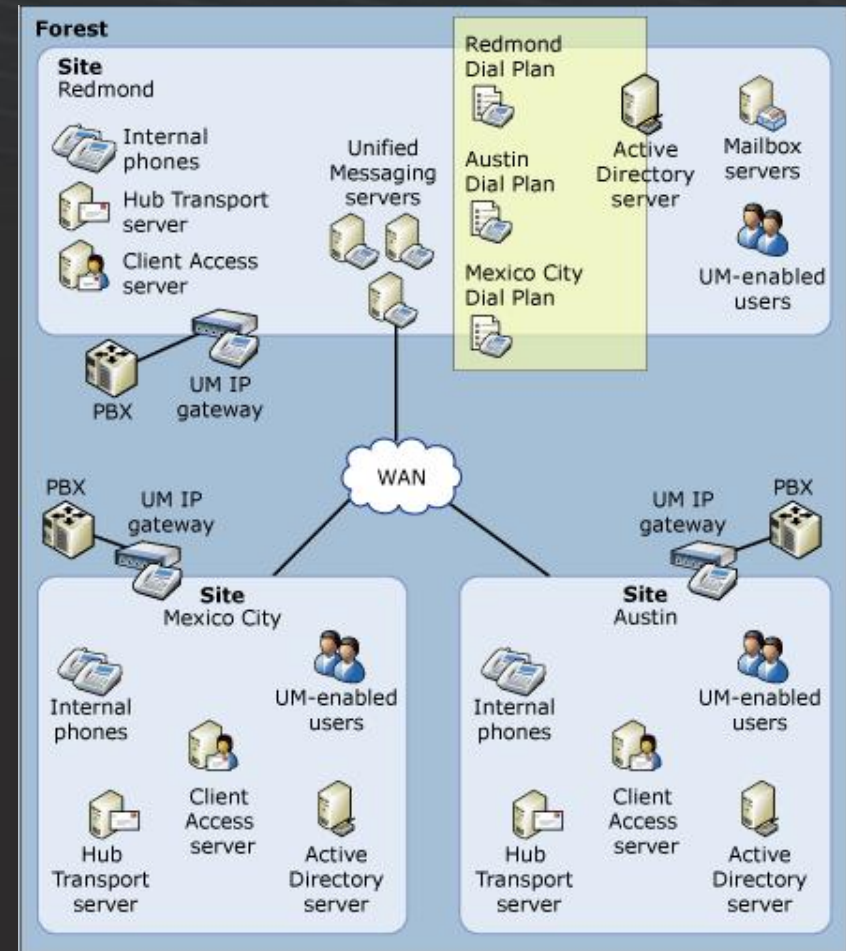 Forest
Site
Redmond
Internal
phones
Hub Transport
server
Client Access
server
Unified
Messaging
servers
Redmond
Dial Plan
Austin
Dial Plan
Mexico City
Dial Plan
Active
Directory
server
Mailbox
servers
UM-enabled
users
PBX
UM IP
gateway
WAN
PBX
UM IP
gateway
UM IP
gateway
PBX
Site
Mexico City
Internal
phones
UM-enabled
users
Client
Access
server
Hub
Transport
server
Active
Directory
server
Site
Austin
Internal
phones
UM-enabled
users
Client
Access
server
Hub
Transport
server
Active
Directory
server